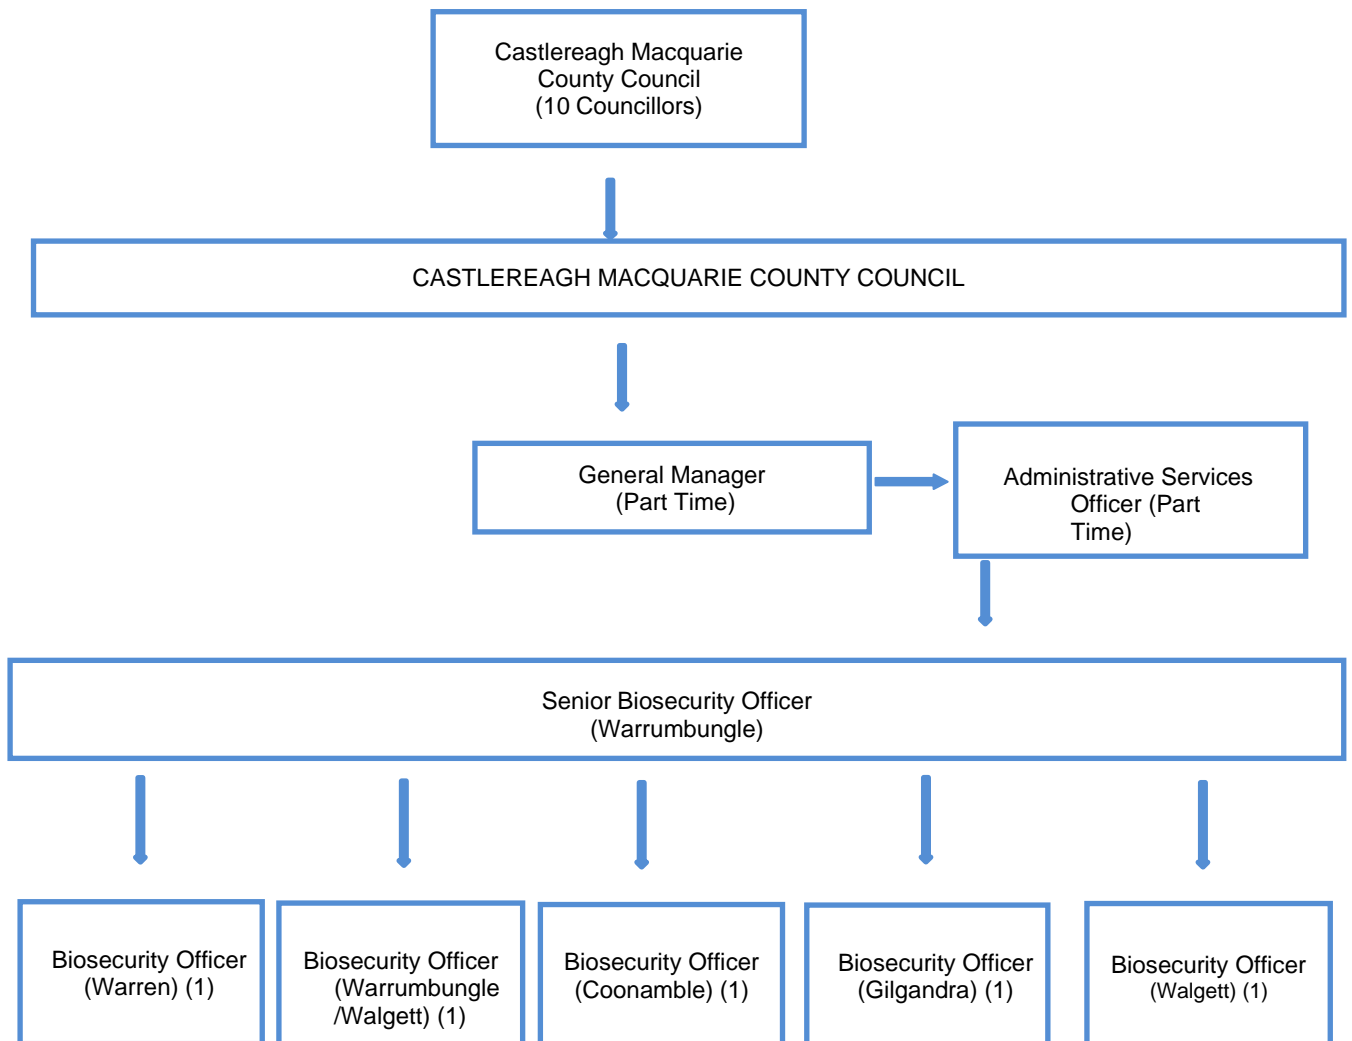 Castlereagh Macquarie
County Council
(10 Councillors)
CASTLEREAGH MACQUARIE COUNTY COUNCIL
General Manager
(Part Time)
Administrative Services
Officer (Part
Time)
Senior Biosecurity Officer
(Warrumbungle)
Biosecurity Officer
(Warren) (1)
Biosecurity Officer
(Warrumbungle
/Walgett) (1)
Biosecurity Officer
(Coonamble) (1)
Biosecurity Officer
(Gilgandra) (1)
Biosecurity Officer
(Walgett) (1)